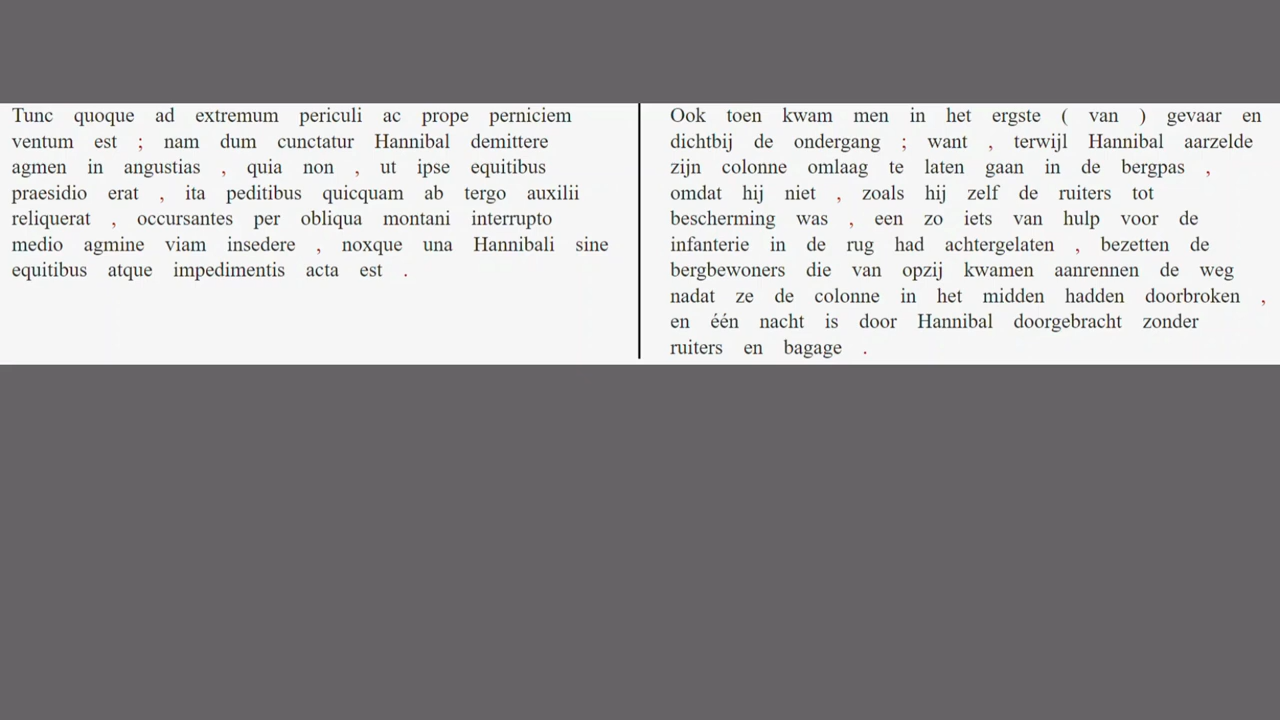 Tunc quoque ad extremum periculi ac prope perniciem
ventum est ; nam dum cunctatur Hannibal demittere
agmen in angustias , quia non , ut ipse equitibus
praesidio erat , ita peditibus quicquam ab tergo auxilii
reliquerat , occursantes per obliqua montani interrupto
medio agmine viam insedere , noxque una Hannibali sine
equitibus atque impedimentis acta est .
Ook toen kwam men in het ergste ( van ) gevaar en
dichtbij de ondergang ; want , terwijl Hannibal aarzelde
zijn colonne omlaag te laten gaan in de bergpas ,
omdat hij niet , zoals hij zelf de ruiters tot
bescherming was , een zo iets van hulp voor de
infanterie in de rug had achtergelaten , bezetten de
bergbewoners die van opzij kwamen aanrennen de weg
nadat ze de colonne in het midden hadden doorbroken ,
en één nacht is door Hannibal doorgebracht zonder
ruiters en bagage .